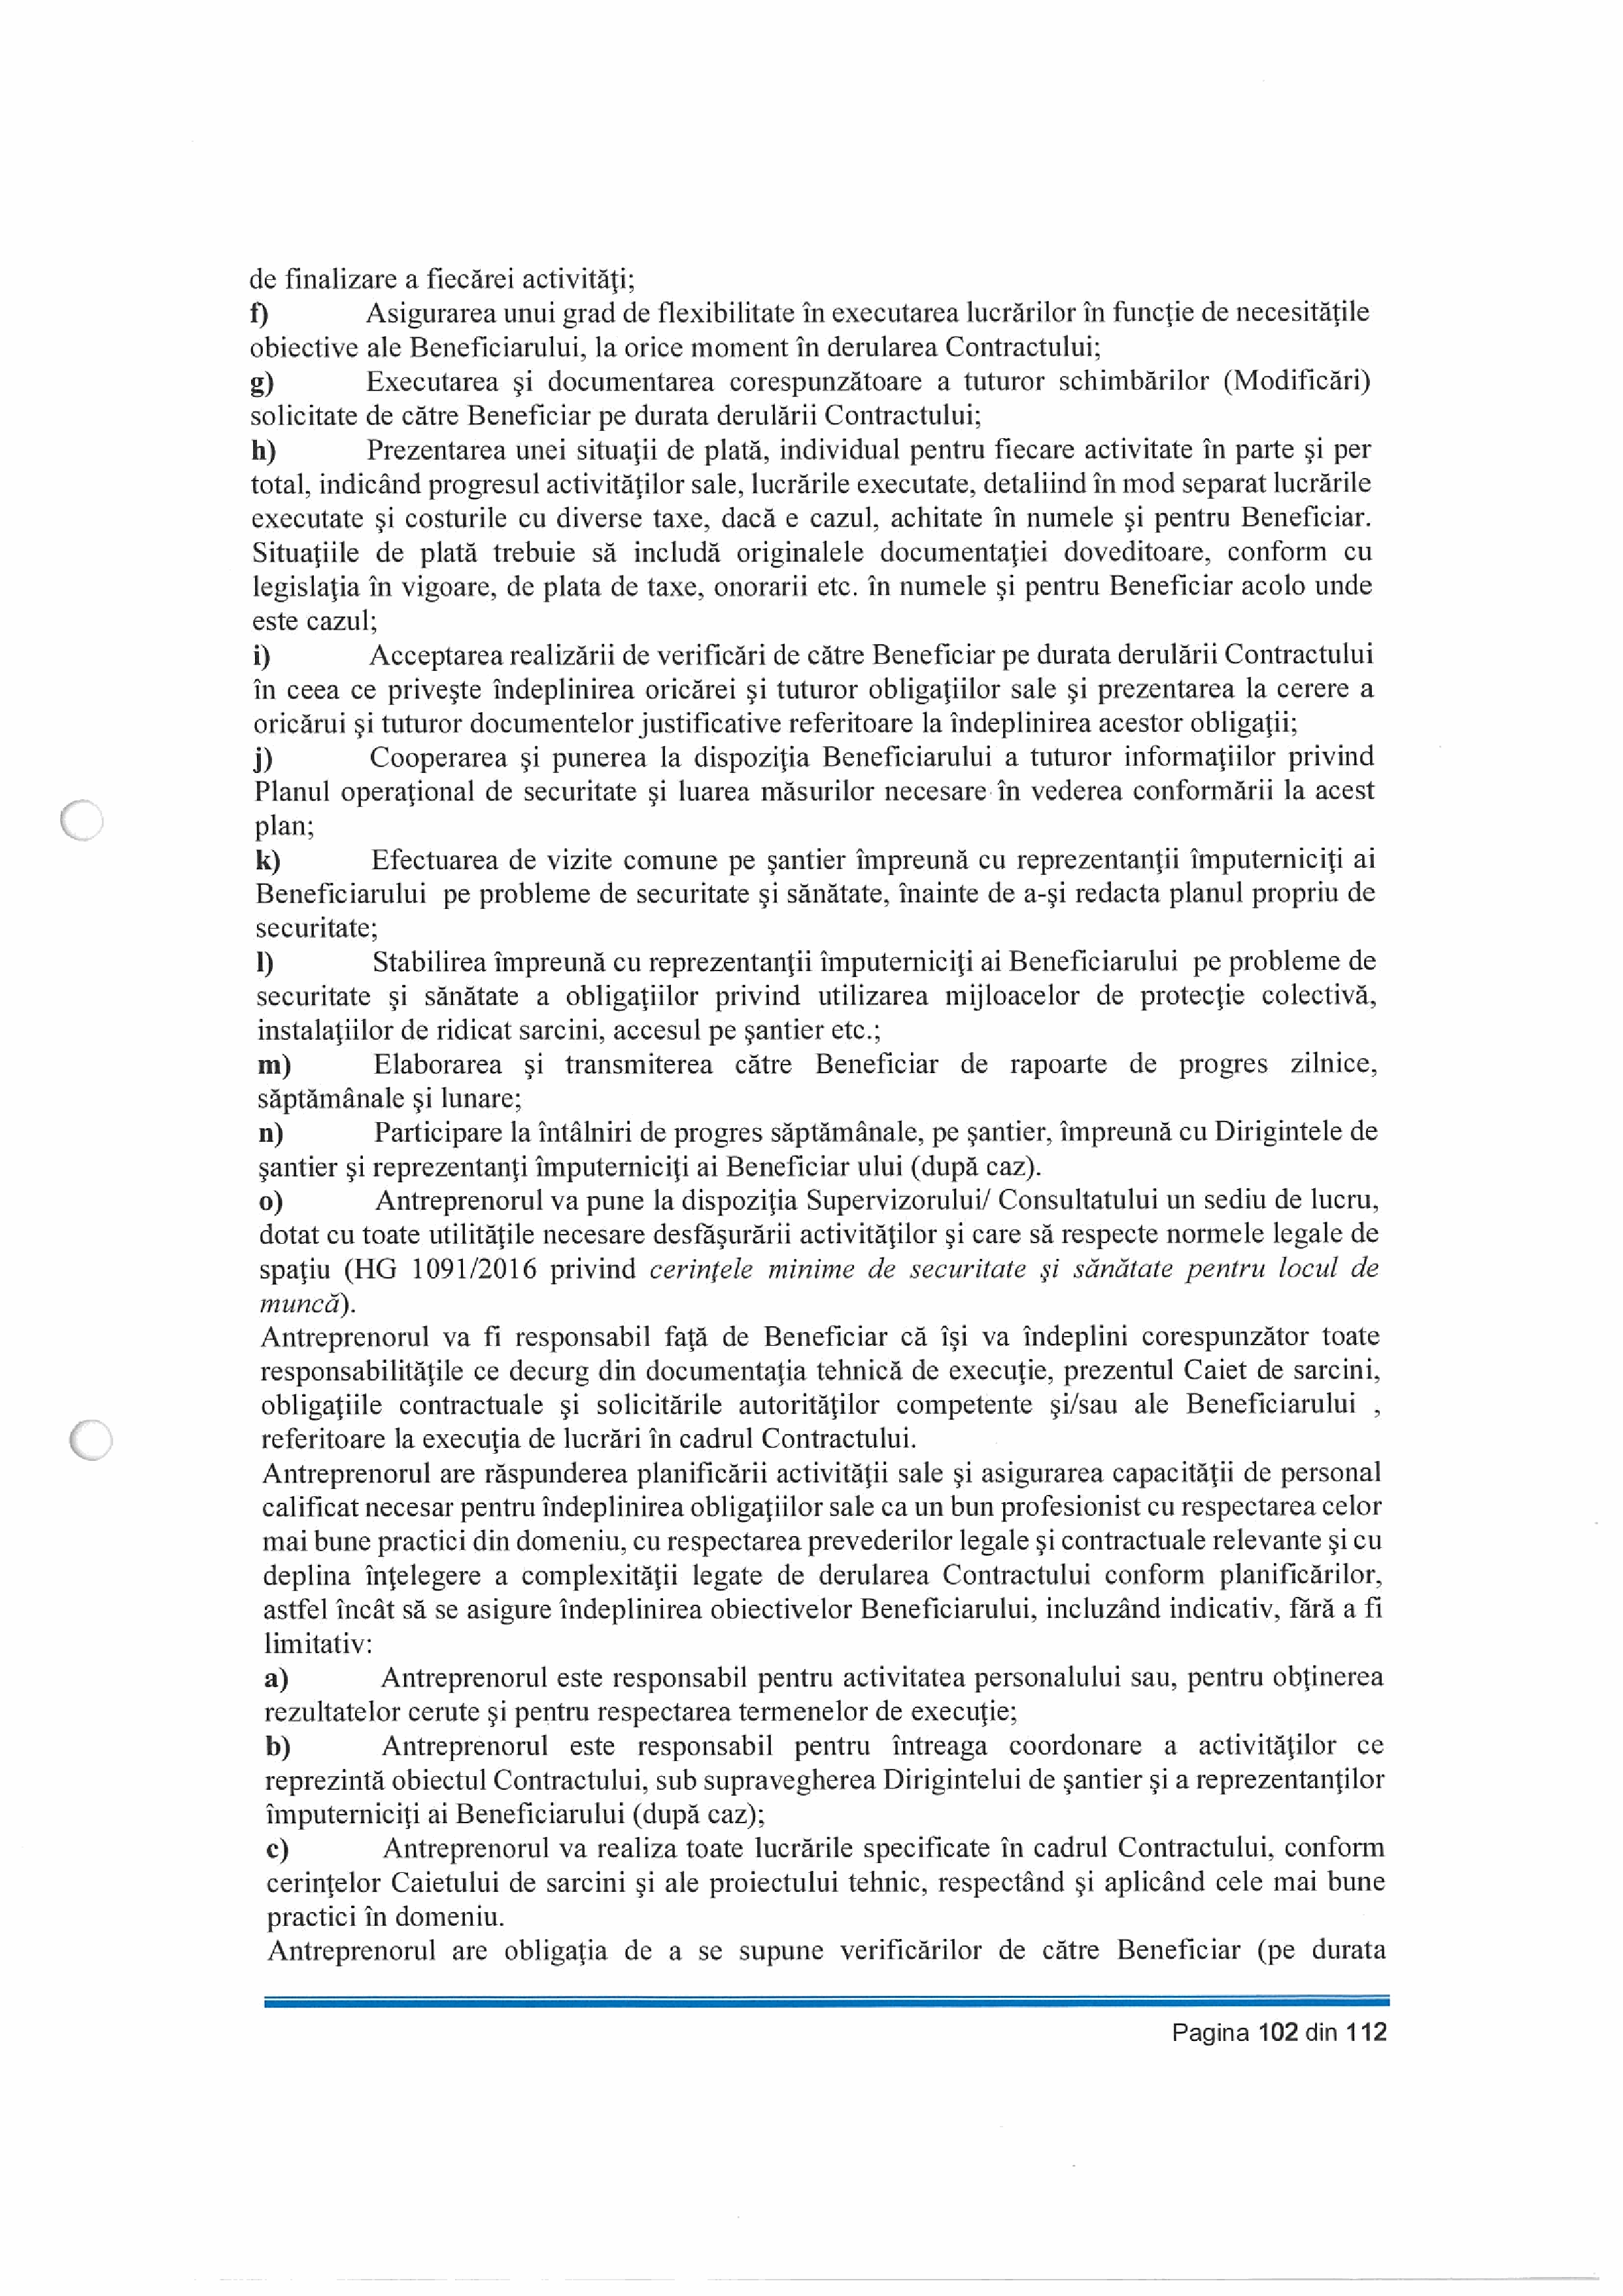 de finalizare a fiecărei activităţi;
f) Asigurarea unui grad de flexibilitate în executarea lucrărilor în funcţie de necesităţile
obiective ale Beneficiarului, la orice moment în derularea Contractului;
g) Executarea şi documentarea corespunzătoare a tuturor schimbărilor (Modificări)
solicitate de către Beneficiar pe durata derulării Contractului;
h) Prezentarea unei situaţii de plată, individual pentru fiecare activitate în parte şi per
total, indicând progresul activităţilor sale, lucrările executate, detaliind în mod separat lucrările
executate şi costurile cu diverse taxe, dacă e cazul, achitate în numele şi pentru Beneficiar.
Situaţiile de plată trebuie să includă originalele documentaţiei doveditoare, conform cu
legislaţia în vigoare, de plata de taxe, onorarii etc. în numele şi pentru Beneficiar acolo unde
este cazul;
i) Acceptarea realizării de verificări de către Beneficiar pe durata derulării Contractului
în ceea ce priveşte îndeplinirea oricărei şi tuturor obligaţiilor sale şi prezentarea la cerere a
oricărui şi tuturor documentelor justificative referitoare la îndeplinirea acestor obligaţii;
j) Cooperarea şi punerea la dispoziţia Beneficiarului a tuturor informaţiilor privind
Planul operaţional de securitate şi luarea măsurilor necesare în vederea conformării la acest
plan;
k) Efectuarea de vizite comune pe şantier împreună cu reprezentanţii împuterniciţi ai
Beneficiarului pe probleme de securitate şi sănătate, înainte de a-şi redacta planul propriu de
securitate;
l) Stabilirea împreună cu reprezentanţii împuterniciţi ai Beneficiarului pe probleme de
securitate şi sănătate a obligaţiilor privind utilizarea mijloacelor de protecţie colectivă,
instalaţiilor de ridicat sarcini, accesul pe şantier etc.;
m) Elaborarea şi transmiterea către Beneficiar de rapoarte de progres zilnice,
săptămânale şi lunare;
n) Participare la întâlniri de progres săptămânale, pe şantier, împreună cu Dirigintele de
şantier şi reprezentanţi împuterniciţi ai Beneficiar ului (după caz).
o) Antreprenorul va pune la dispoziţia Supervizorului/ Consultatului un sediu de lucru,
dotat cu toate utilităţile necesare desfăşurării activităţilor şi care să respecte normele legale de
spaţiu (HG 1091/2016 privind cerinţele minime de securitate şi sănătate pentru locul de
muncă).
Antreprenorul va fi responsabil faţă de Beneficiar că îşi va îndeplini corespunzător toate
responsabilităţile ce decurg din documentaţia tehnică de execuţie, prezentul Caiet de sarcini,
obligaţiile contractuale şi solicitările autorităţilor competente şi/sau ale Beneficiarului ,
referitoare la execuţia de lucrări în cadrul Contractului.
Antreprenorul are răspunderea planificării activităţii sale şi asigurarea capacităţii de personal
calificat necesar pentru îndeplinirea obligaţiilor sale ca un bun profesionist cu respectarea celor
mai bune practici din domeniu, cu respectarea prevederilor legale şi contractuale relevante şi cu
deplina înţelegere a complexităţii legate de derularea Contractului conform planificărilor,
astfel încât să se asigure îndeplinirea obiectivelor Beneficiarului, incluzând indicativ, fără a fi
limitativ:
a) Antreprenorul este responsabil pentru activitatea personalului sau, pentru obţinerea
rezultatelor cerute şi pentru respectarea termenelor de execuţie;
b) Antreprenorul este responsabil pentru întreaga coordonare a activităţilor ce
reprezintă obiectul Contractului, sub supravegherea Dirigintelui de şantier şi a reprezentanţilor
împuterniciţi ai Beneficiarului (după caz);
c) Antreprenorul va realiza toate lucrările specificate în cadrul Contractului, conform
cerinţelor Caietului de sarcini şi ale proiectului tehnic, respectând şi aplicând cele mai bune
practici în domeniu.
Antreprenorul are obligaţia de a se supune verificărilor de către Beneficiar (pe durata
Pagina 102 din 112